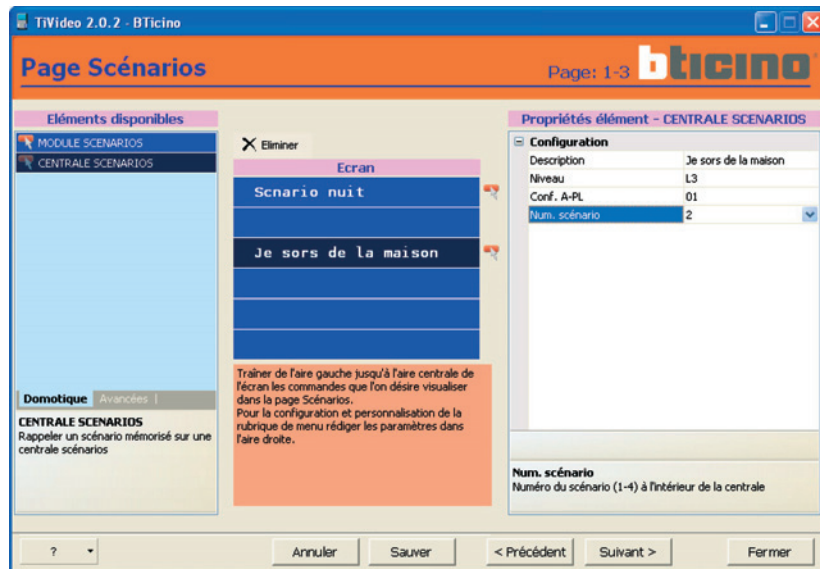 TiVideo 2.0.2 - BTicino
Page Scénarios
Page: 1-3
bticino
Eléments disponibles
MODULE SCENARIOS
CENTRALE SCENARIOS
Domotique
Avancées
CENTRALE SCENARIOS
Rappeler un scénario mémorisé sur une
centrale scénarios
Eliminer
Ecran
Scnario nuit
Je sors de la maison
Traîner de l'aire gauche jusqu'à l'aire centrale de
l'écran les commandes que l'on désire visualiser
dans la page Scénarios.
Pour la configuration et personnalisation de la
rubrique de menu rédiger les paramètres dans
l'aire droite.
Propriétés élément - CENTRALE SCENARIOS
Configuration
Description Je sors de la maison
Niveau L3
Conf. A-PL 01
Num. scénario 2
Num. scénario
Numéro du scénario (1-4) à l'intérieur de la centrale
?
Annuler
Sauver
< Précédent
Suivant >
Fermer